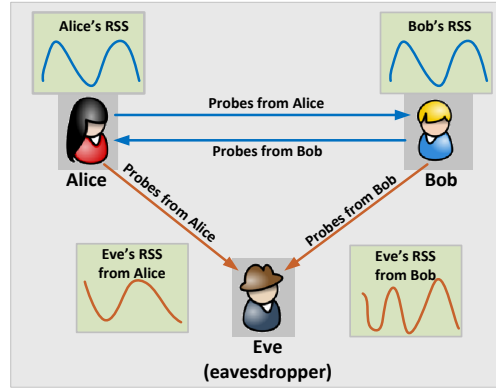 Alice's RSS
Bob's RSS
Probes from Alice
Probes from Bob
Alice
Bob
Probes from Alice
Probes from Bob
Eve's RSS
from Alice
Eve's RSS
from Bob
Eve
(eavesdropper)